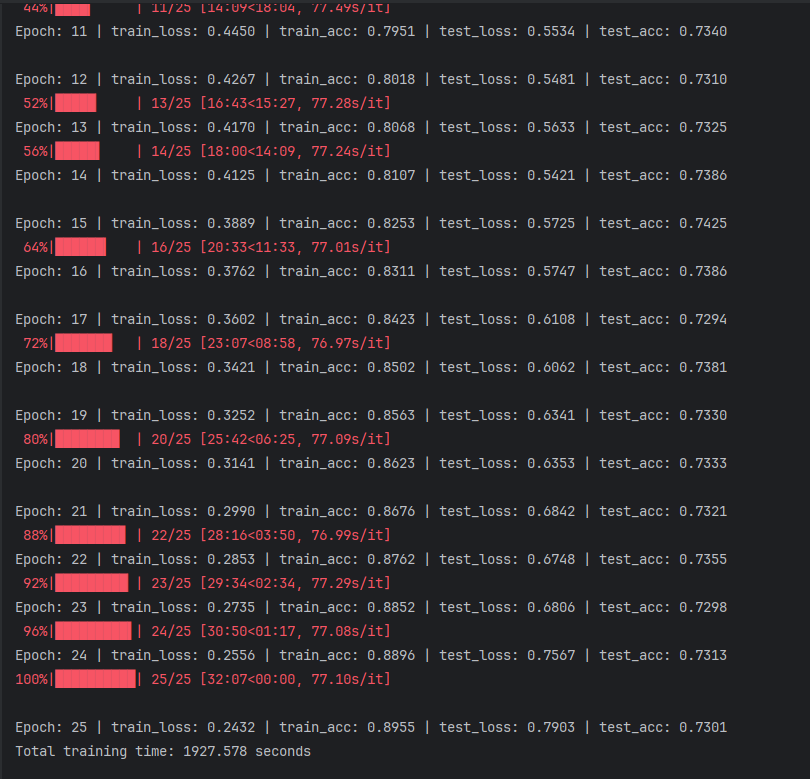 44%|████      | 11/25 [14:09<18:04, 77.49s/it]
Epoch: 11 | train_loss: 0.4450 | train_acc: 0.7951 | test_loss: 0.5534 | test_acc: 0.7340
Epoch: 12 | train_loss: 0.4267 | train_acc: 0.8018 | test_loss: 0.5481 | test_acc: 0.7310
52%|█████     | 13/25 [16:43<15:27, 77.28s/it]
Epoch: 13 | train_loss: 0.4170 | train_acc: 0.8068 | test_loss: 0.5633 | test_acc: 0.7325
56%|█████     | 14/25 [18:00<14:09, 77.24s/it]
Epoch: 14 | train_loss: 0.4125 | train_acc: 0.8107 | test_loss: 0.5421 | test_acc: 0.7386
Epoch: 15 | train_loss: 0.3889 | train_acc: 0.8253 | test_loss: 0.5725 | test_acc: 0.7425
64%|██████    | 16/25 [20:33<11:33, 77.01s/it]
Epoch: 16 | train_loss: 0.3762 | train_acc: 0.8311 | test_loss: 0.5747 | test_acc: 0.7386
Epoch: 17 | train_loss: 0.3602 | train_acc: 0.8423 | test_loss: 0.6108 | test_acc: 0.7294
72%|███████   | 18/25 [23:07<08:58, 76.97s/it]
Epoch: 18 | train_loss: 0.3421 | train_acc: 0.8502 | test_loss: 0.6062 | test_acc: 0.7381
Epoch: 19 | train_loss: 0.3252 | train_acc: 0.8563 | test_loss: 0.6341 | test_acc: 0.7330
80%|████████  | 20/25 [25:42<06:25, 77.09s/it]
Epoch: 20 | train_loss: 0.3141 | train_acc: 0.8623 | test_loss: 0.6353 | test_acc: 0.7333
Epoch: 21 | train_loss: 0.2990 | train_acc: 0.8676 | test_loss: 0.6842 | test_acc: 0.7321
88%|████████▊ | 22/25 [28:16<03:50, 76.99s/it]
Epoch: 22 | train_loss: 0.2853 | train_acc: 0.8762 | test_loss: 0.6748 | test_acc: 0.7355
92%|█████████ | 23/25 [29:34<02:34, 77.29s/it]
Epoch: 23 | train_loss: 0.2735 | train_acc: 0.8852 | test_loss: 0.6806 | test_acc: 0.7298
96%|█████████▌| 24/25 [30:50<01:17, 77.08s/it]
Epoch: 24 | train_loss: 0.2556 | train_acc: 0.8896 | test_loss: 0.7567 | test_acc: 0.7313
100%|██████████| 25/25 [32:07<00:00, 77.10s/it]
Epoch: 25 | train_loss: 0.2432 | train_acc: 0.8955 | test_loss: 0.7903 | test_acc: 0.7301
Total training time: 1927.578 seconds